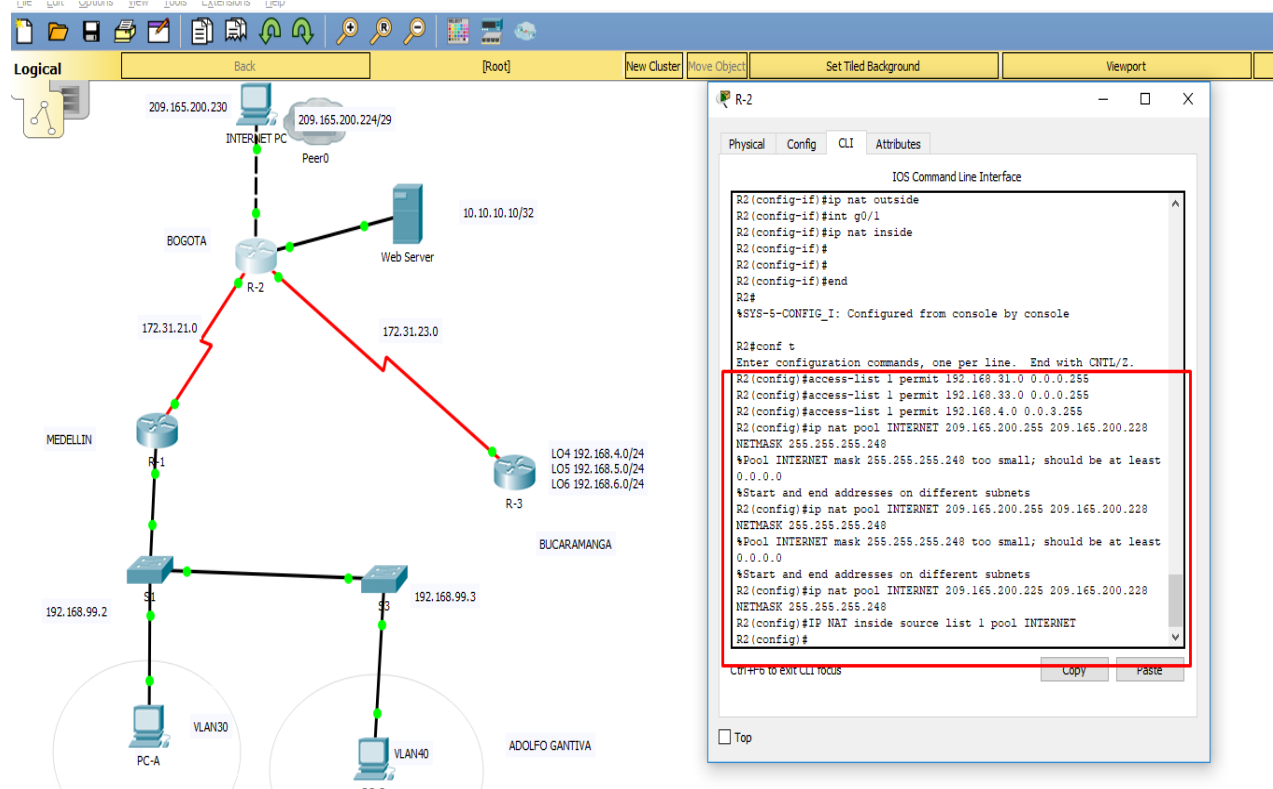 File Edit Options View Tools Extensions Help
Logical
Back
[Root]
New Cluster
Move Object
Set Tiled Background
Viewport
209.165.200.230
209.165.200.224/29
INTERNET PC
Peer0
10.10.10.10/32
BOGOTA
Web Server
R-2
172.31.21.0
172.31.23.0
MEDELLIN
R-1
LO4 192.168.4.0/24
LO5 192.168.5.0/24
LO6 192.168.6.0/24
R-3
BUCARAMANGA
S1
S3
192.168.99.3
192.168.99.2
VLAN30
PC-A
VLAN40
ADOLFO GANTIVA
R-2
Physical Config CLI Attributes
IOS Command Line Interface
R2(config-if)#ip nat outside
R2(config-if)#int g0/1
R2(config-if)#ip nat inside
R2(config-if)#
R2(config-if)#
R2(config-if)#end
R2#
%SYS-5-CONFIG_I: Configured from console by console
R2#conf t
Enter configuration commands, one per line. End with CNTL/Z.
R2(config)#access-list 1 permit 192.168.31.0 0.0.0.255
R2(config)#access-list 1 permit 192.168.33.0 0.0.0.255
R2(config)#access-list 1 permit 192.168.4.0 0.0.3.255
R2(config)#ip nat pool INTERNET 209.165.200.255 209.165.200.228
NETMASK 255.255.255.248
%Pool INTERNET mask 255.255.255.248 too small; should be at least
0.0.0.0
%Start and end addresses on different subnets
R2(config)#ip nat pool INTERNET 209.165.200.255 209.165.200.228
NETMASK 255.255.255.248
%Pool INTERNET mask 255.255.255.248 too small; should be at least
0.0.0.0
%Start and end addresses on different subnets
R2(config)#ip nat pool INTERNET 209.165.200.225 209.165.200.228
NETMASK 255.255.255.248
R2(config)#IP NAT inside source list 1 pool INTERNET
R2(config)#
Ctrl+F6 to exit CLI focus
Copy
Paste
Top